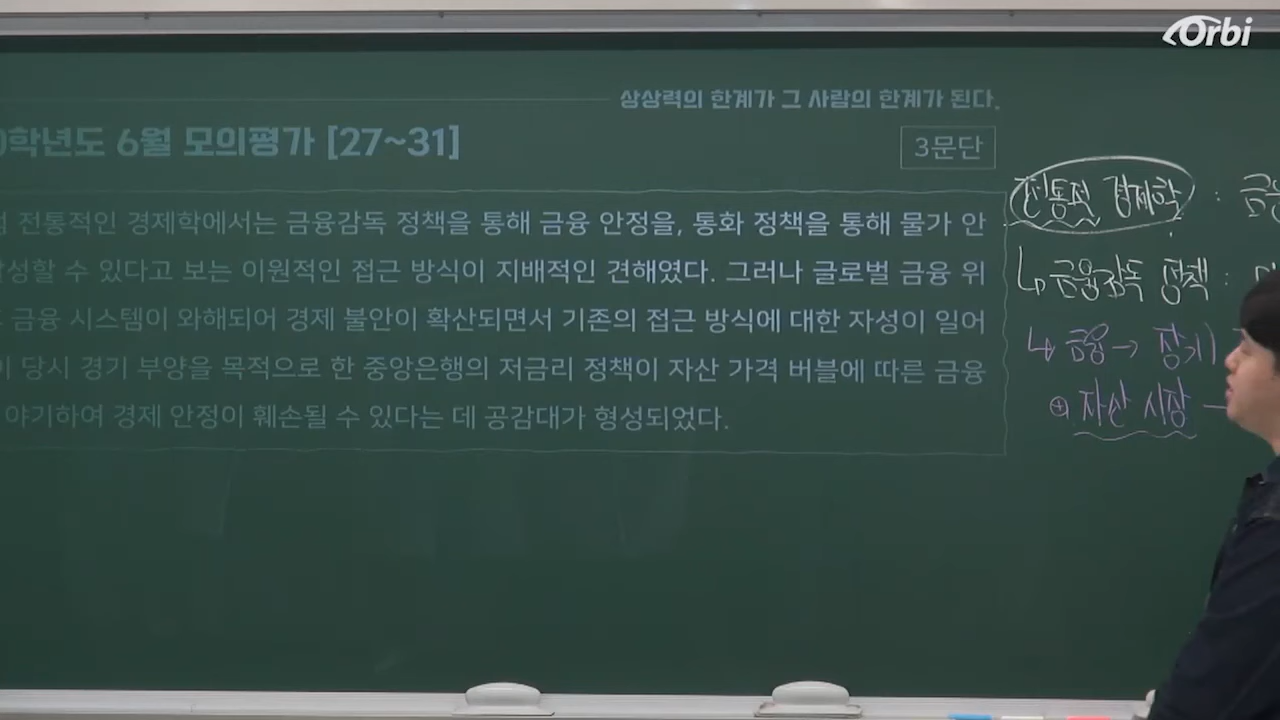 Orbi
상상력의 한계가 그 사람의 한계가 된다.
학년도 6월 모의평가 [27~31]
3문단
전통적인 경제학에서는 금융감독 정책을 통해 금융 안정을, 통화 정책을 통해 물가 안
성할 수 있다고 보는 이원적인 접근 방식이 지배적인 견해였다. 그러나 글로벌 금융 위
금융 시스템이 와해되어 경제 불안이 확산되면서 기존의 접근 방식에 대한 자성이 일어
이 당시 경기 부양을 목적으로 한 중앙은행의 저금리 정책이 자산 가격 버블에 따른 금융
야기하여 경제 안정이 훼손될 수 있다는 데 공감대가 형성되었다.
전통적 경제학 : 금융
↳ 금융감독 정책 :
↳ 금융 → 장기
⊕ 자산 시장 →